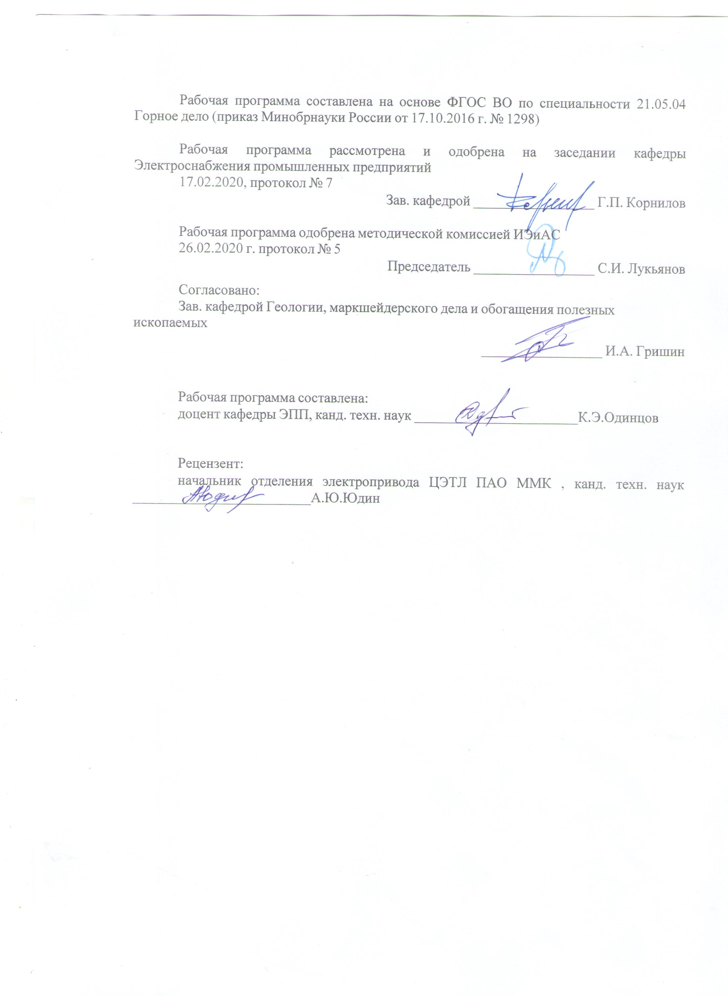 Рабочая программа составлена на основе ФГОС ВО по специальности 21.05.04
Горное дело (приказ Минобрнауки России от 17.10.2016 г. № 1298)
Рабочая программа рассмотрена и одобрена на заседании кафедры
Электроснабжения промышленных предприятий
17.02.2020, протокол № 7
Зав. кафедрой ________________ Г.П. Корнилов
Рабочая программа одобрена методической комиссией ИЭиАС
26.02.2020 г. протокол № 5
Председатель ________________ С.И. Лукьянов
Согласовано:
Зав. кафедрой Геологии, маркшейдерского дела и обогащения полезных
ископаемых
________________ И.А. Гришин
Рабочая программа составлена:
доцент кафедры ЭПП, канд. техн. наук ______________________К.Э.Одинцов
Рецензент:
начальник отделения электропривода ЦЭТЛ ПАО ММК , канд. техн. наук
________________________А.Ю.Юдин